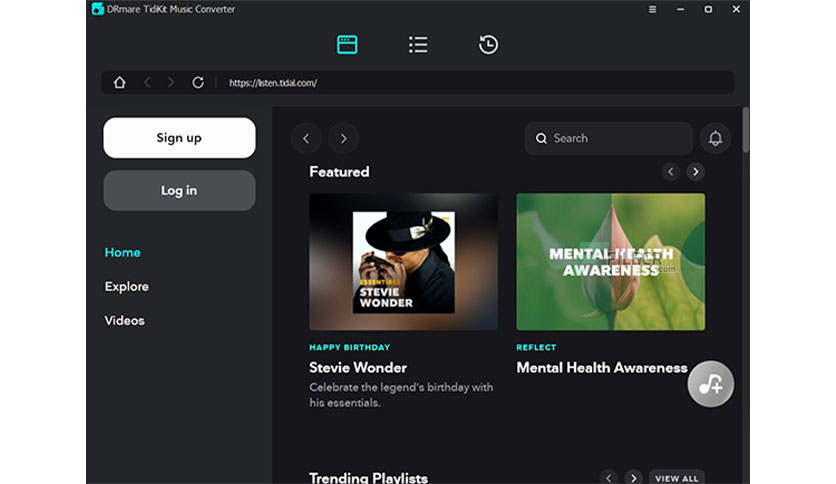 DRmare TidiKit Music Converter
https://listen.tidal.com/
Sign up
Log in
Home
Explore
Videos
Search
Featured
ESSENTIALS
STEVIE
WONDER
MENTAL HEALTH
AWARENESS
HAPPY BIRTHDAY
Stevie Wonder
Celebrate the legend's birthday with
his essentials.
REFLECT
Mental Health Awareness
Trending Playlists
VIEW ALL